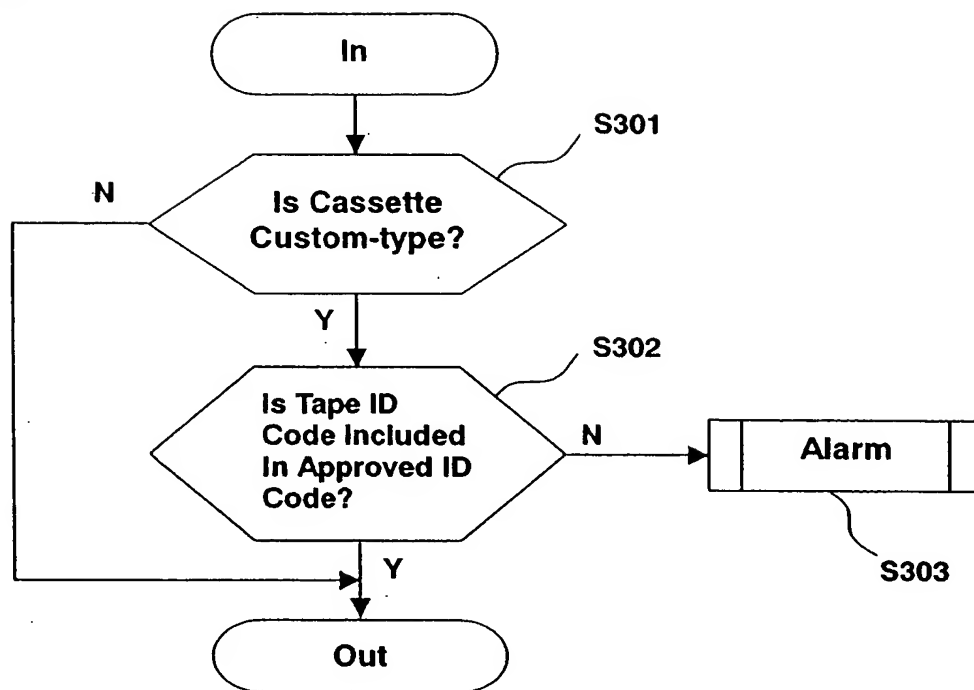 In
S301
N
Is Cassette
Custom-type?
Y
S302
Is Tape ID
Code Included
In Approved ID
Code?
N
Alarm
Y
S303
Out